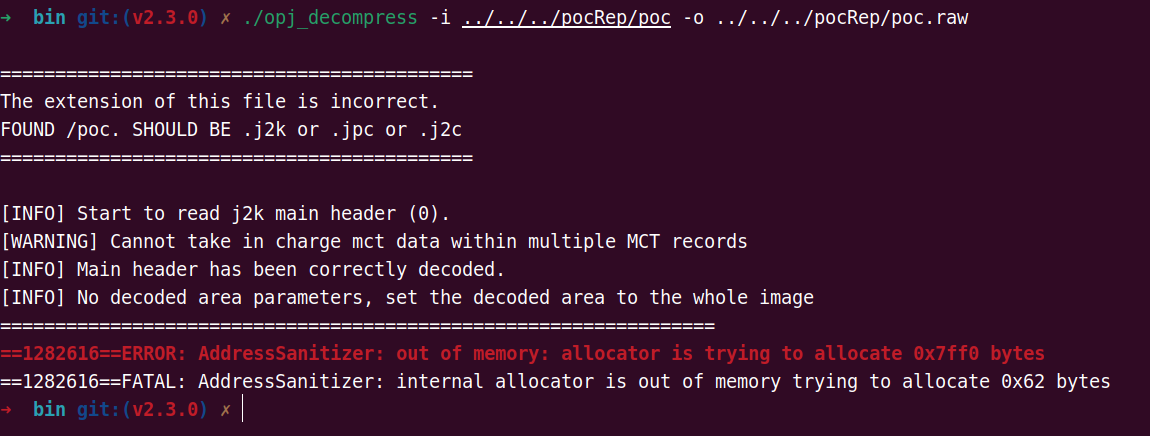 ➜  bin git:(v2.3.0) ✗ ./opj_decompress -i ../../../pocRep/poc -o ../../../pocRep/poc.raw
===========================================
The extension of this file is incorrect.
FOUND /poc. SHOULD BE .j2k or .jpc or .j2c
===========================================
[INFO] Start to read j2k main header (0).
[WARNING] Cannot take in charge mct data within multiple MCT records
[INFO] Main header has been correctly decoded.
[INFO] No decoded area parameters, set the decoded area to the whole image
=================================================================
==1282616==ERROR: AddressSanitizer: out of memory: allocator is trying to allocate 0x7ff0 bytes
==1282616==FATAL: AddressSanitizer: internal allocator is out of memory trying to allocate 0x62 bytes
➜  bin git:(v2.3.0) ✗